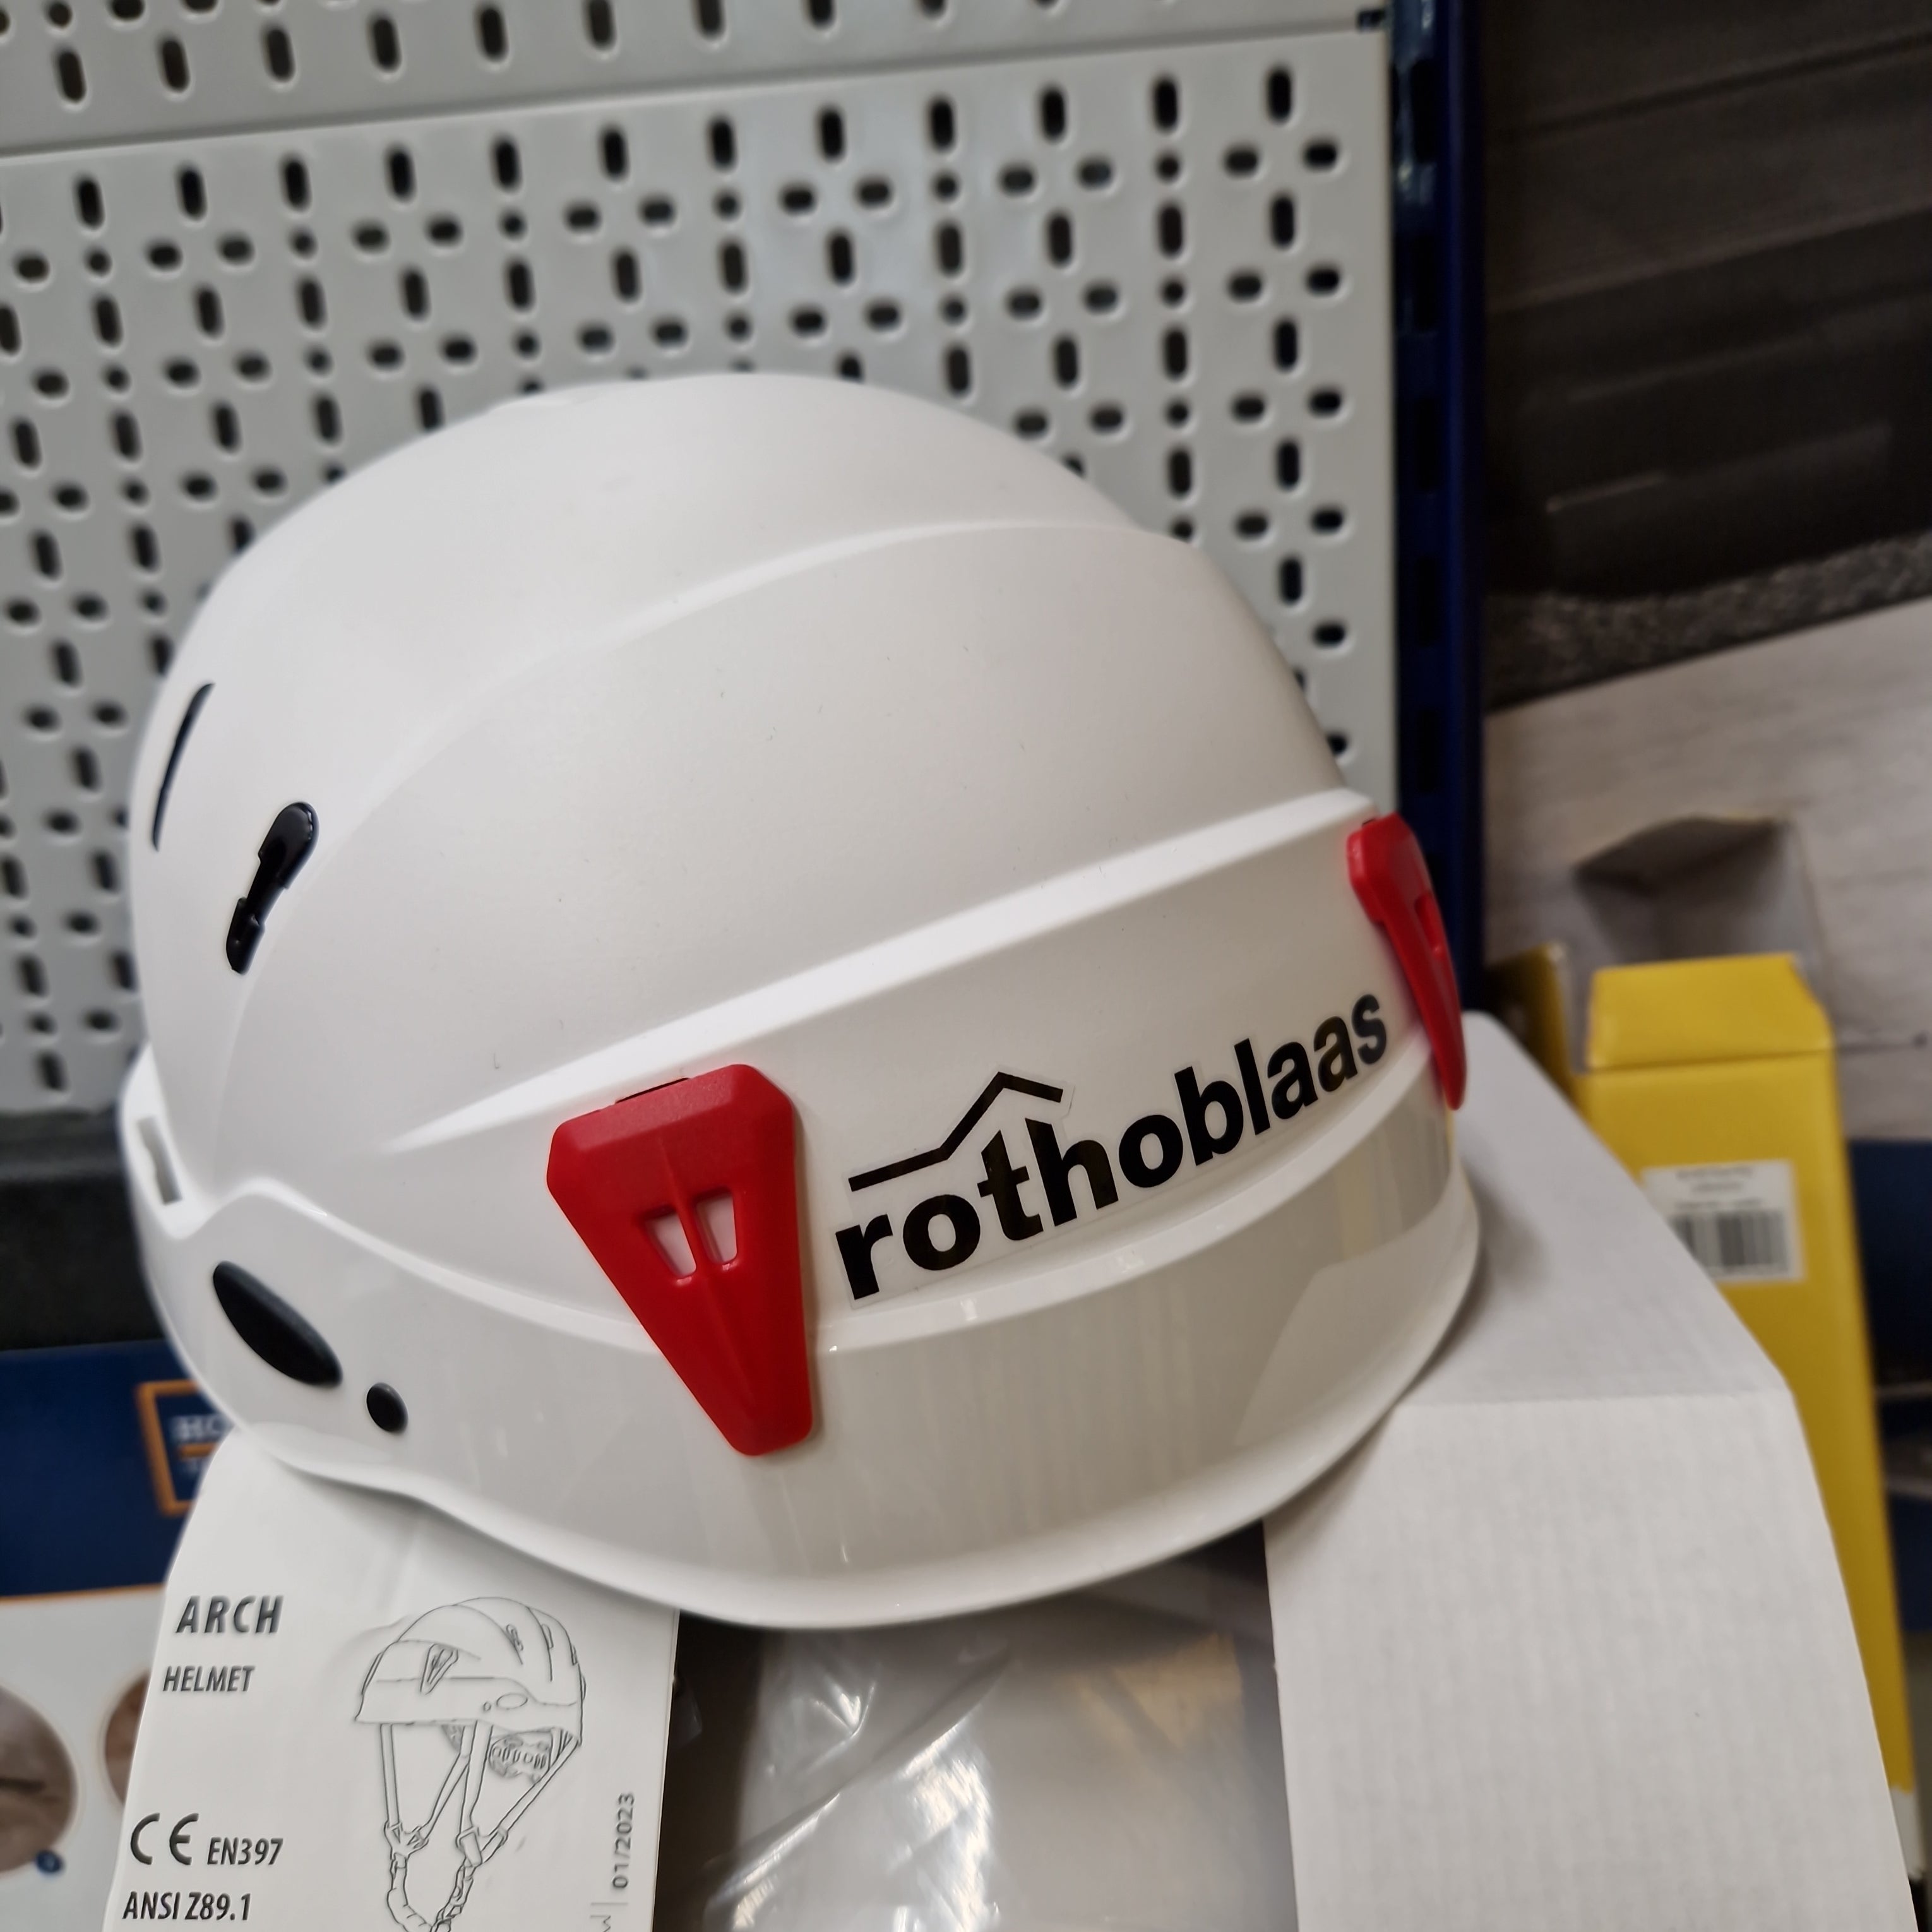 rothoblaas
ARCH
HELMET
CE EN397
ANSI Z89.1
01/2023